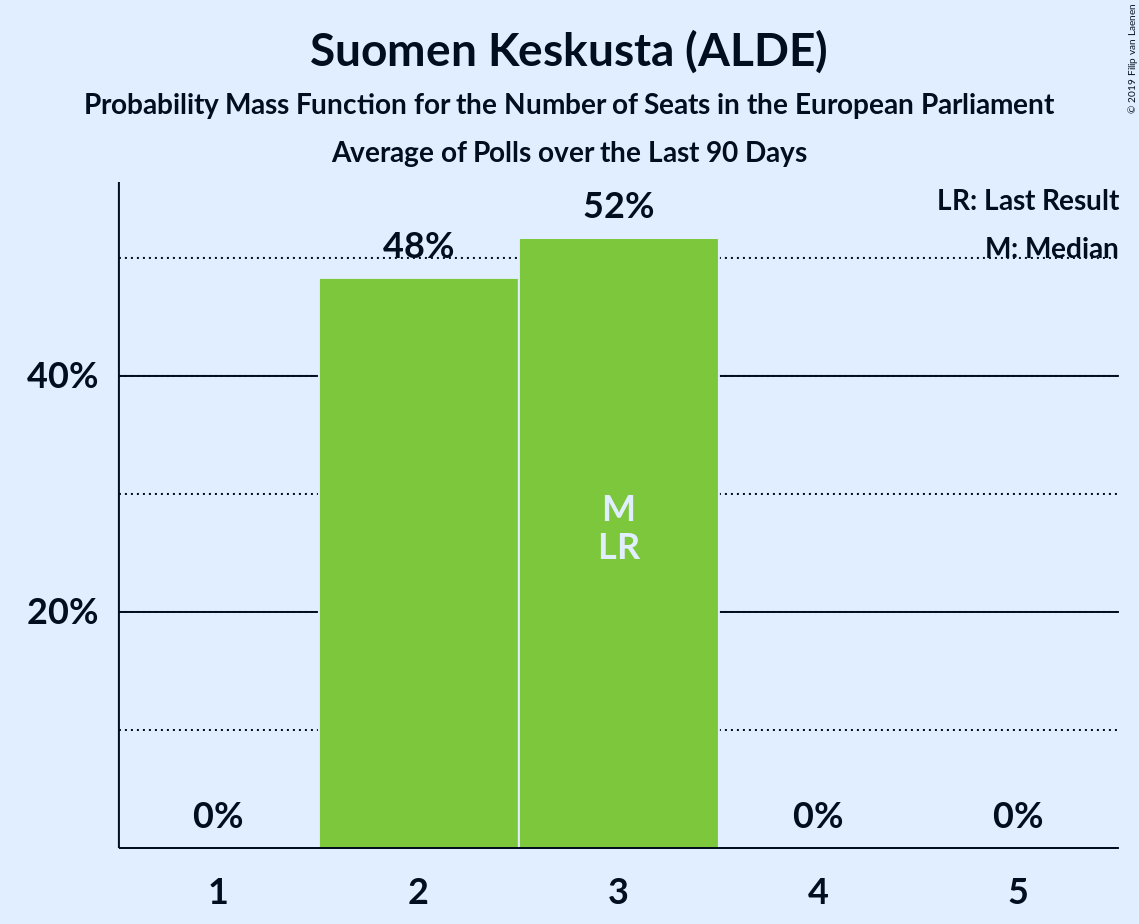 Suomen Keskusta (ALDE)
Probability Mass Function for the Number of Seats in the European Parliament
Average of Polls over the Last 90 Days
© 2019 Filip van Laenen
LR: Last Result
M: Median
52%
48%
40%
M
LR
20%
0%
0%
0%
1
2
3
4
5